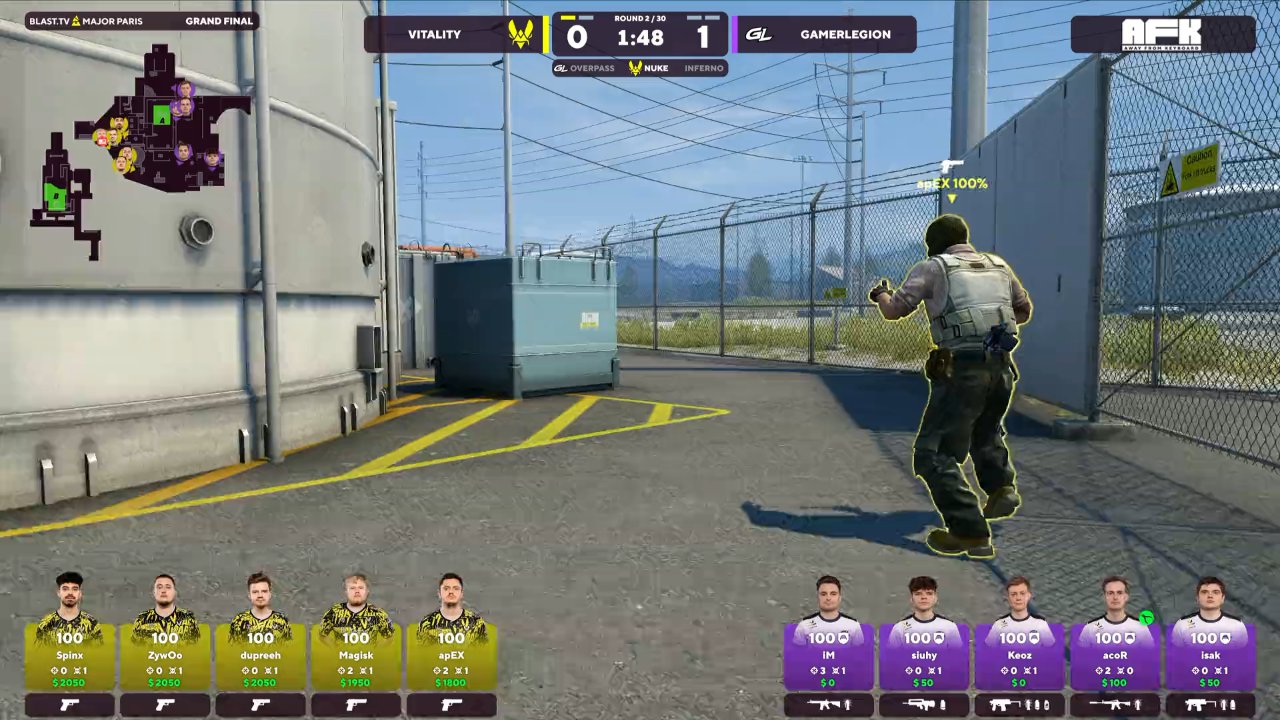 BLAST.TV MAJOR PARIS GRAND FINAL
VITALITY
0
ROUND 2 / 30
1:48
1
GL GAMERLEGION
AFK
AWAY FROM KEYBOARD
GL OVERPASS NUKE INFERNO
A
B
Caution
apEX 100%
100 100 100 100 100
Spinx ZywOo dupreeh Magisk apEX
0 1 0 1 0 1 2 1 2 1
$2050 $2050 $2050 $1950 $1800
100 100 100 100 100
iM siuhy Keoz acoR isak
3 1 0 1 0 1 2 0 0 1
$0 $50 $0 $100 $50